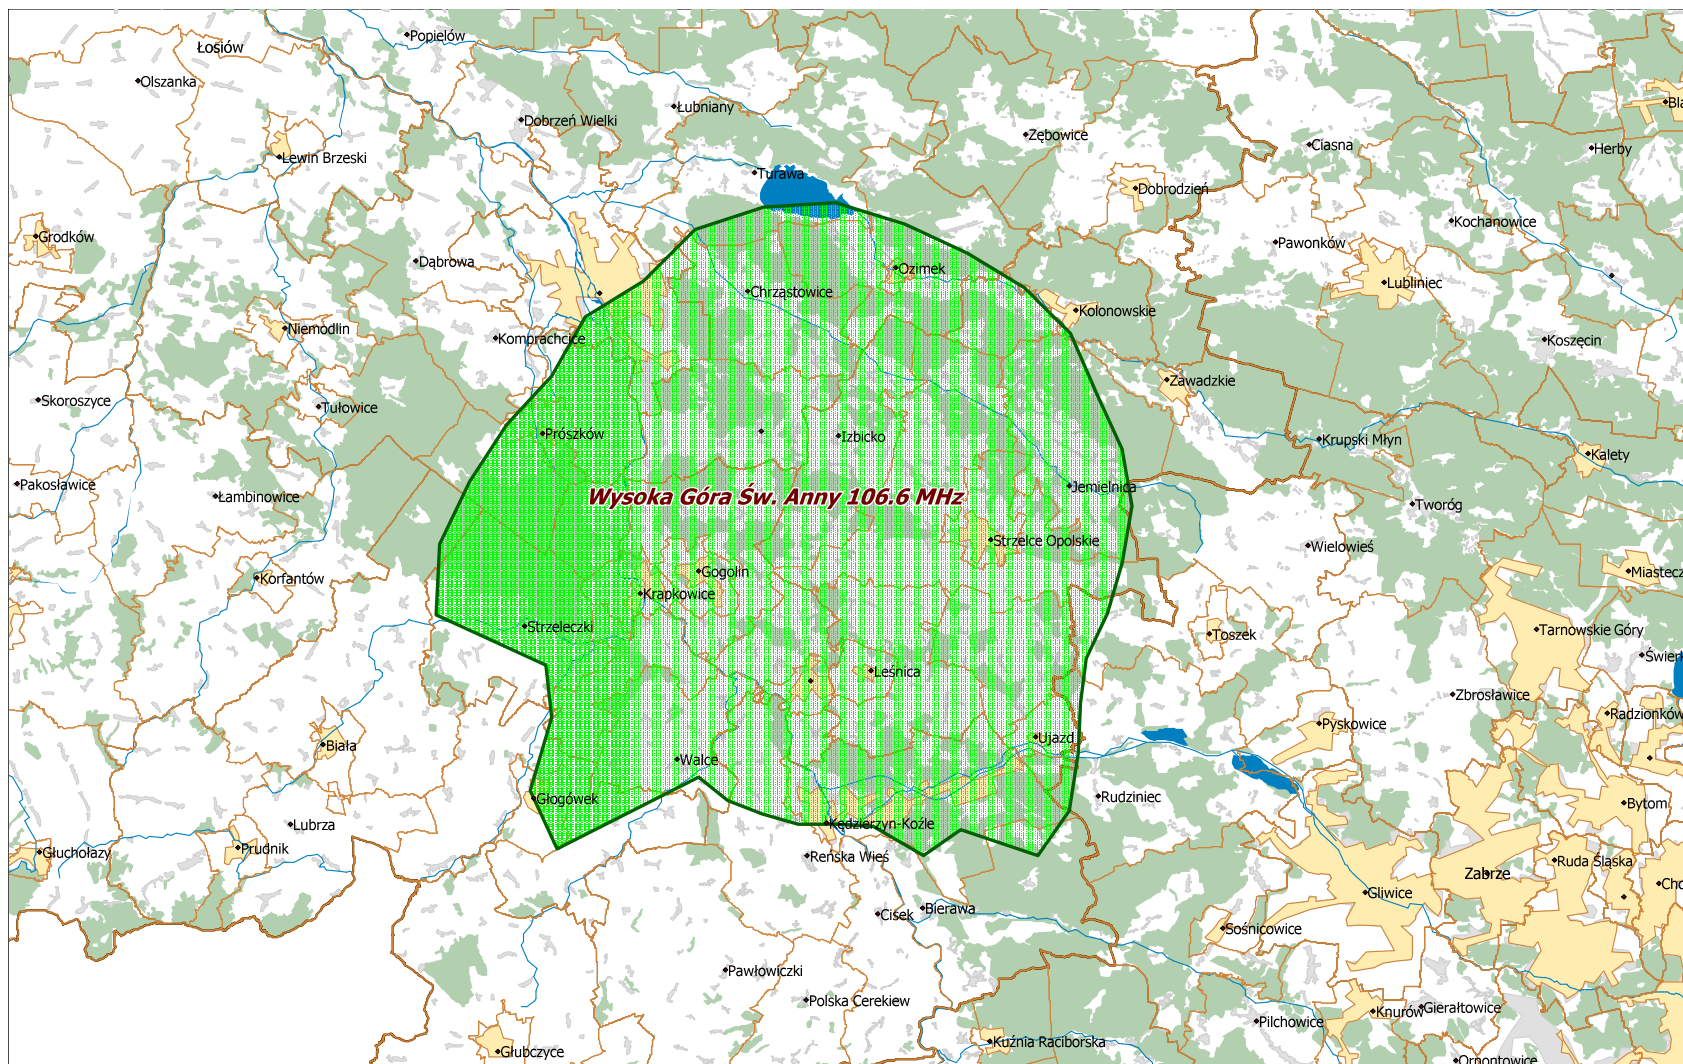 Popielów
Łosiów
Olszanka
Łubniany
Dobrzeń Wielki
Zębowice
Ciasna
Herby
Lewin Brzeski
Turawa
Dobrodzień
Kochanowice
Grodków
Pawonków
Dąbrowa
Ozimek
Lubliniec
Chrząstowice
Kolonowskie
Niemodlin
Komprachcice
Koszęcin
Zawadzkie
Skoroszyce
Tułowice
Prószków
Izbicko
Krupski Młyn
Kalety
Pakosławice
Jemielnica
Łambinowice
Wysoka Góra Św. Anny 106.6 MHz
Tworóg
Strzelce Opolskie
Wielowieś
Gogolin
Miastecz
Korfantów
Krapkowice
Strzeleczki
Toszek
Tarnowskie Góry
Świerk
Leśnica
Zbrosławice
Radzionków
Pyskowice
Ujazd
Biała
Walce
Głogówek
Rudziniec
Bytom
Lubrza
Kędzierzyn-Koźle
Prudnik
Głuchołazy
Reńska Wieś
Ruda Śląska
Zabrze
Cho
Gliwice
Cisek
Bierawa
Sośnicowice
Pawłowiczki
Polska Cerekiew
Knurów
Gierałtowice
Pilchowice
Kuźnia Raciborska
Głubczyce
Ornontowice